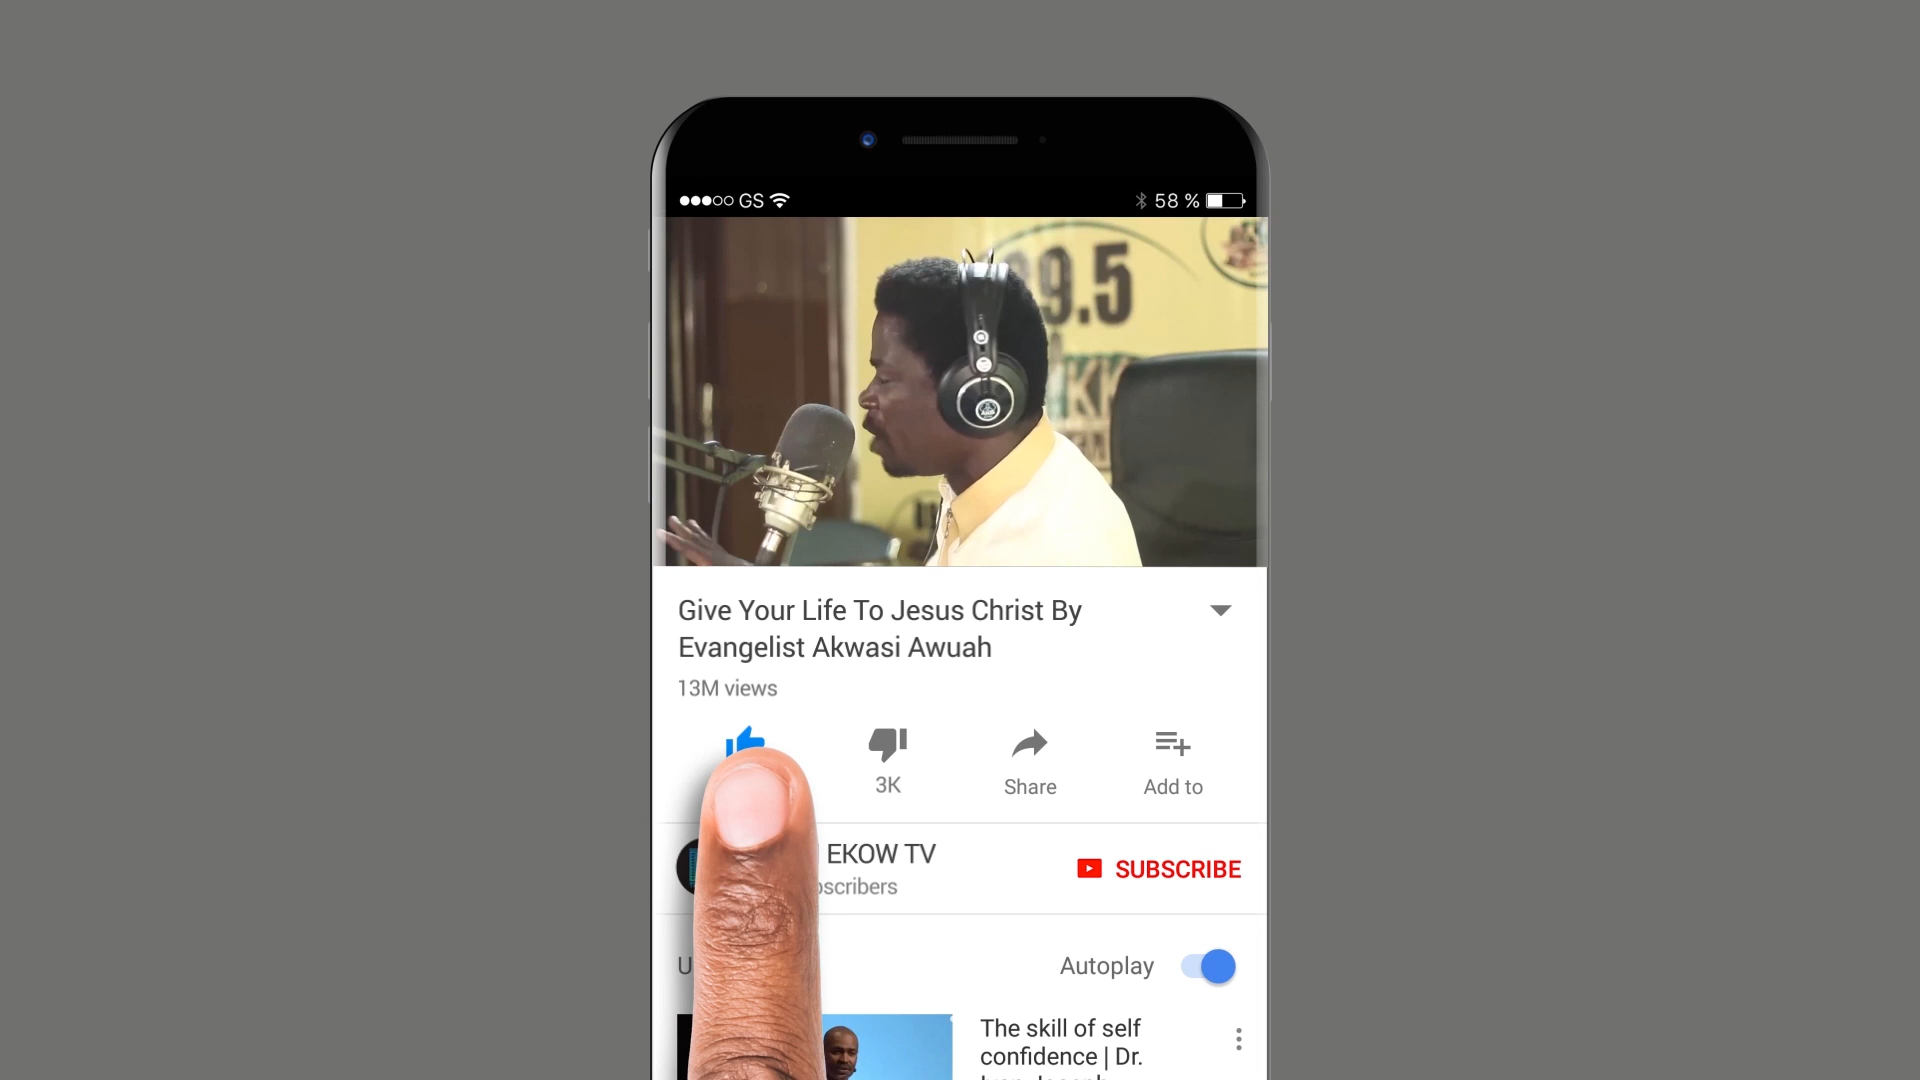 GS
58 %
9.5
Give Your Life To Jesus Christ By
Evangelist Akwasi Awuah
13M views
3K
Share
Add to
EKOW TV
SUBSCRIBE
Autoplay
The skill of self
confidence | Dr.